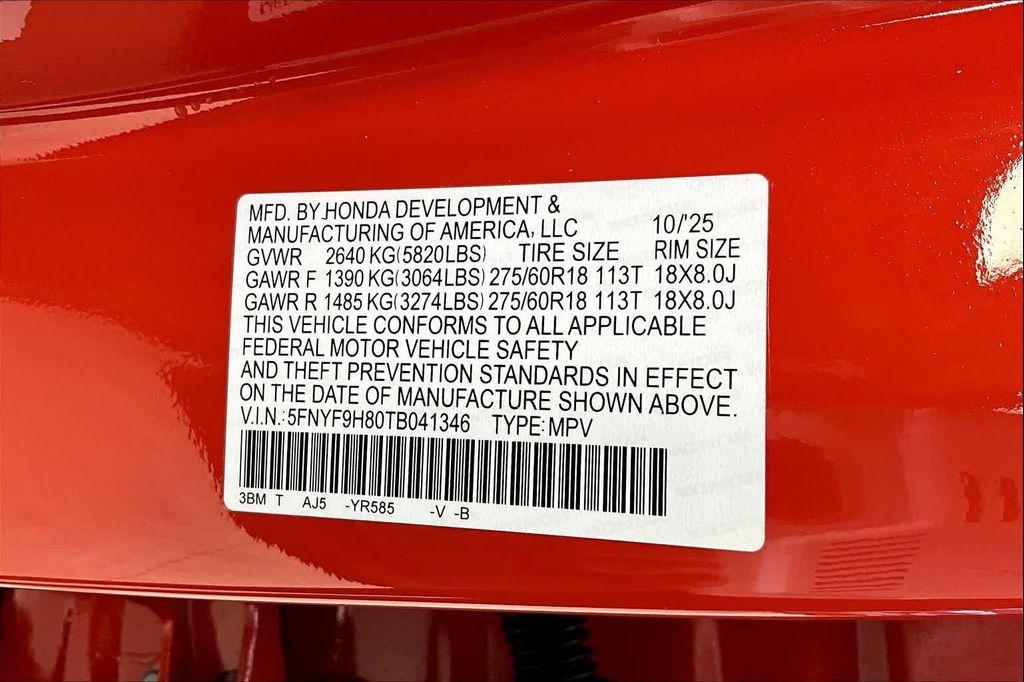 MFD. BY HONDA DEVELOPMENT &
MANUFACTURING OF AMERICA, LLC 10/'25
GVWR 2640 KG(5820LBS) TIRE SIZE RIM SIZE
GAWR F 1390 KG(3064LBS) 275/60R18 113T 18X8.0J
GAWR R 1485 KG(3274LBS) 275/60R18 113T 18X8.0J
THIS VEHICLE CONFORMS TO ALL APPLICABLE
FEDERAL MOTOR VEHICLE SAFETY
AND THEFT PREVENTION STANDARDS IN EFFECT
ON THE DATE OF MANUFACTURE SHOWN ABOVE.
V.I.N.: 5FNYF9H80TB041346 TYPE: MPV
3BM T AJ5 -YR585 -V -B